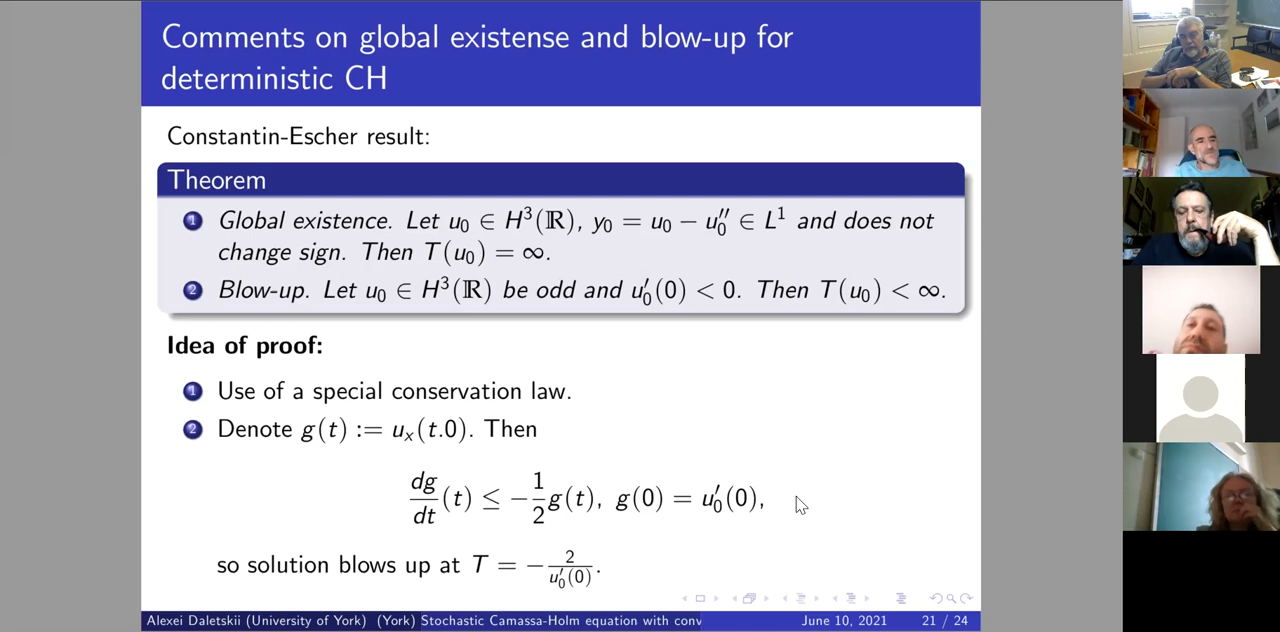 Comments on global existense and blow-up for
deterministic CH
Constantin-Escher result:
Theorem
1 Global existence. Let u₀ ∈ H³(ℝ), y₀ = u₀ − u₀″ ∈ L¹ and does not
change sign. Then T(u₀) = ∞.
2 Blow-up. Let u₀ ∈ H³(ℝ) be odd and u₀′(0) < 0. Then T(u₀) < ∞.
Idea of proof:
1 Use of a special conservation law.
2 Denote g(t) := uₓ(t.0). Then
dg/dt (t) ≤ −1/2 g(t), g(0) = u₀′(0),
so solution blows up at T = −2/u₀′(0).
Alexei Daletskii (University of York) (York) Stochastic Camassa-Holm equation with conv June 10, 2021 21 / 24